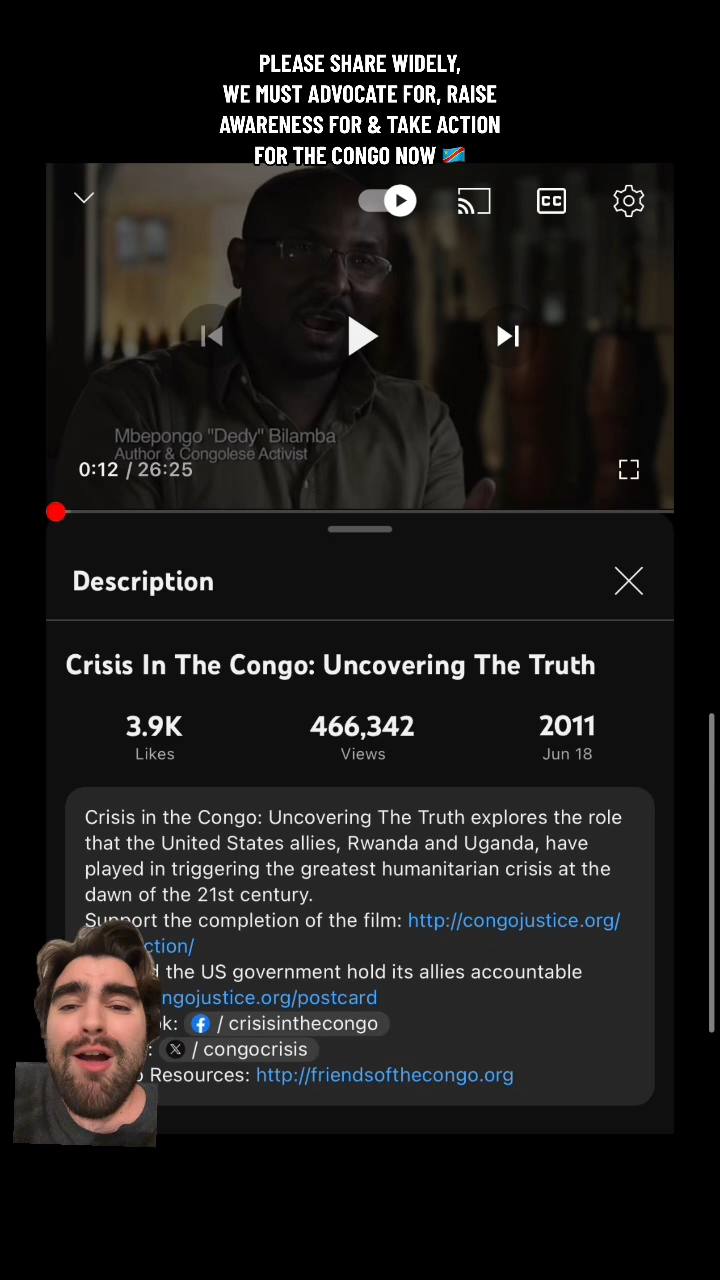 PLEASE SHARE WIDELY,
WE MUST ADVOCATE FOR, RAISE
AWARENESS FOR & TAKE ACTION
FOR THE CONGO NOW 🇨🇩
CC
Mbepongo "Dedy" Bilamba
Author & Congolese Activist
0:12 / 26:25
Description
Crisis In The Congo: Uncovering The Truth
3.9K 466,342 2011
Likes Views Jun 18
Crisis in the Congo: Uncovering The Truth explores the role
that the United States allies, Rwanda and Uganda, have
played in triggering the greatest humanitarian crisis at the
dawn of the 21st century.
Support the completion of the film: http://congojustice.org/
ction/
the US government hold its allies accountable
ngojustice.org/postcard
k: / crisisinthecongo
: / congocrisis
Resources: http://friendsofthecongo.org